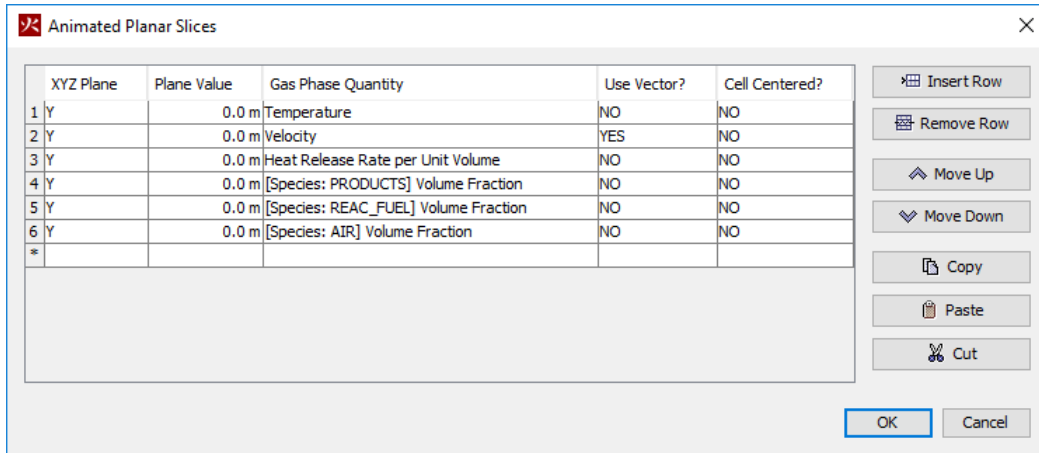 火 Animated Planar Slices
XYZ Plane Plane Value Gas Phase Quantity Use Vector? Cell Centered?
1 Y 0.0 m Temperature NO NO
2 Y 0.0 m Velocity YES NO
3 Y 0.0 m Heat Release Rate per Unit Volume NO NO
4 Y 0.0 m [Species: PRODUCTS] Volume Fraction NO NO
5 Y 0.0 m [Species: REAC_FUEL] Volume Fraction NO NO
6 Y 0.0 m [Species: AIR] Volume Fraction NO NO
*
Insert Row
Remove Row
Move Up
Move Down
Copy
Paste
Cut
OK Cancel